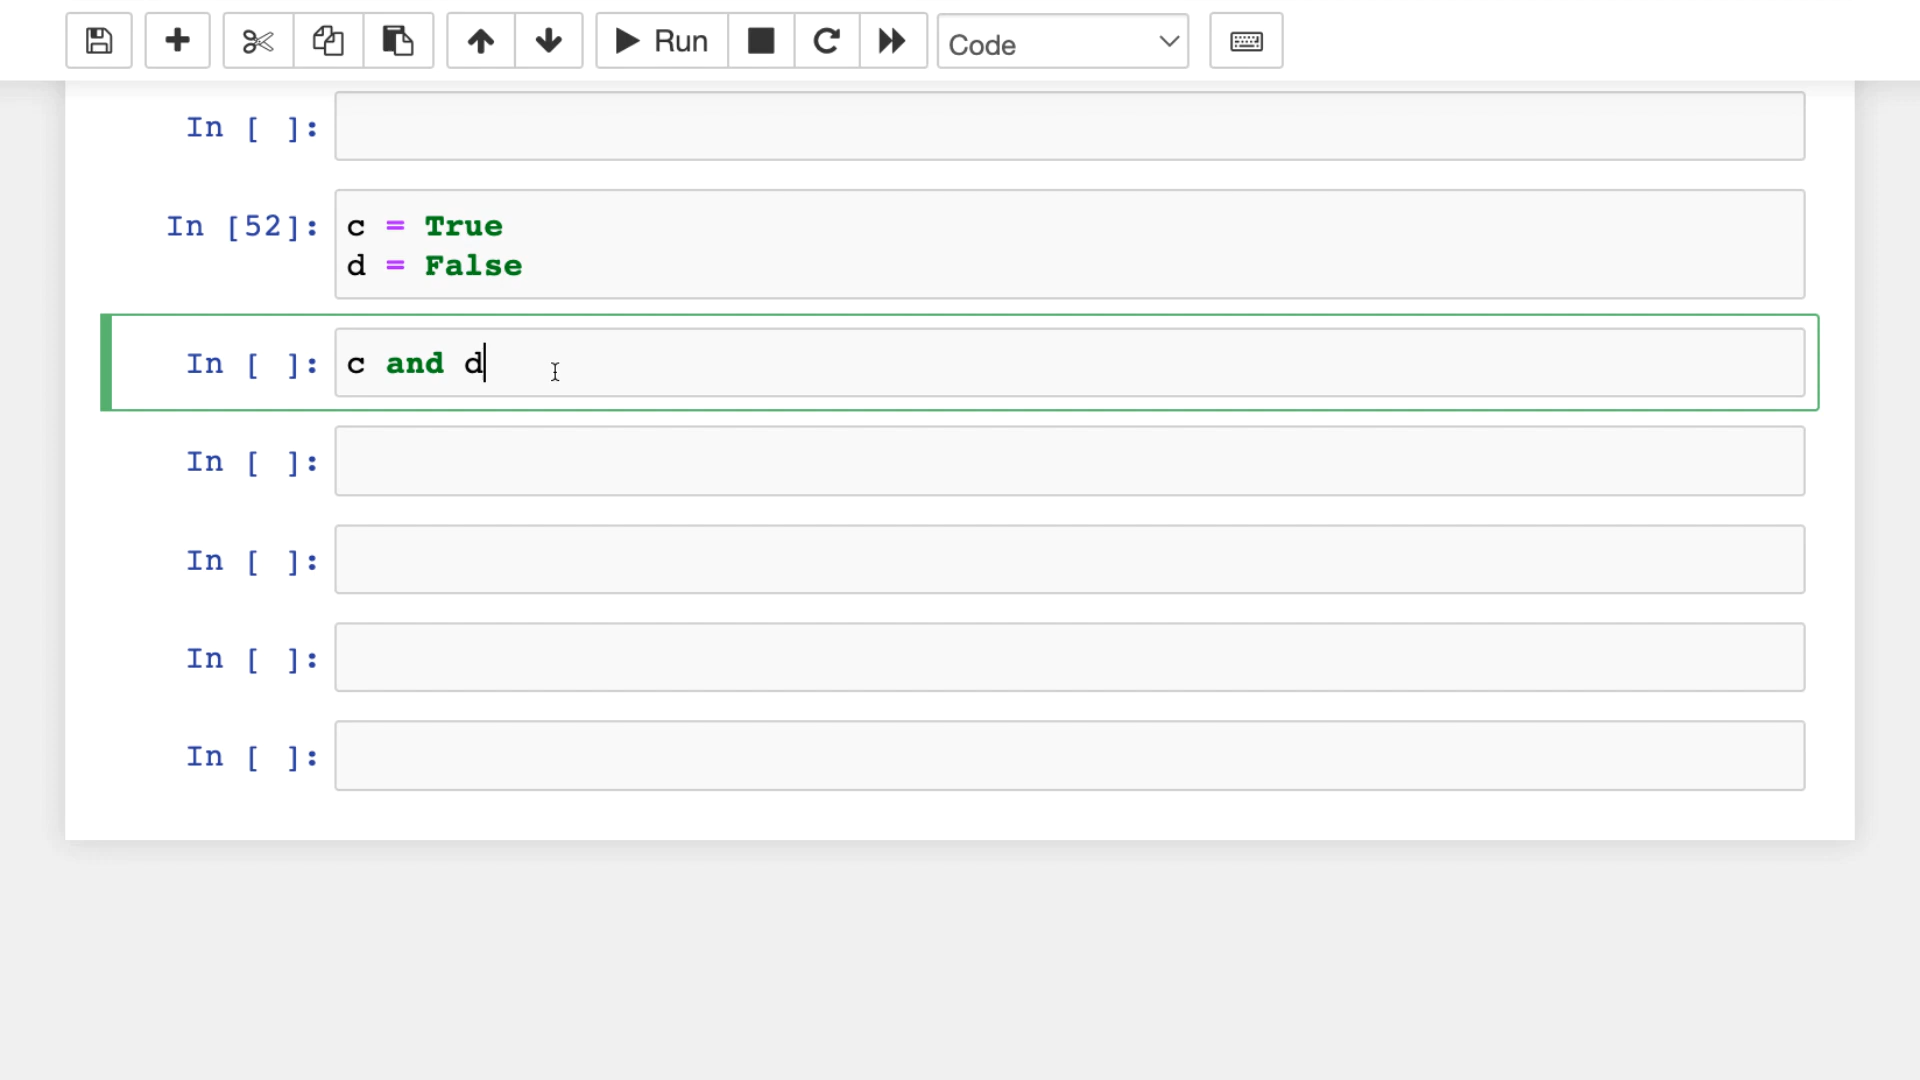 Run
Code
In [ ]:
In [52]: c = True
d = False
In [ ]: c and d
In [ ]:
In [ ]:
In [ ]:
In [ ]: